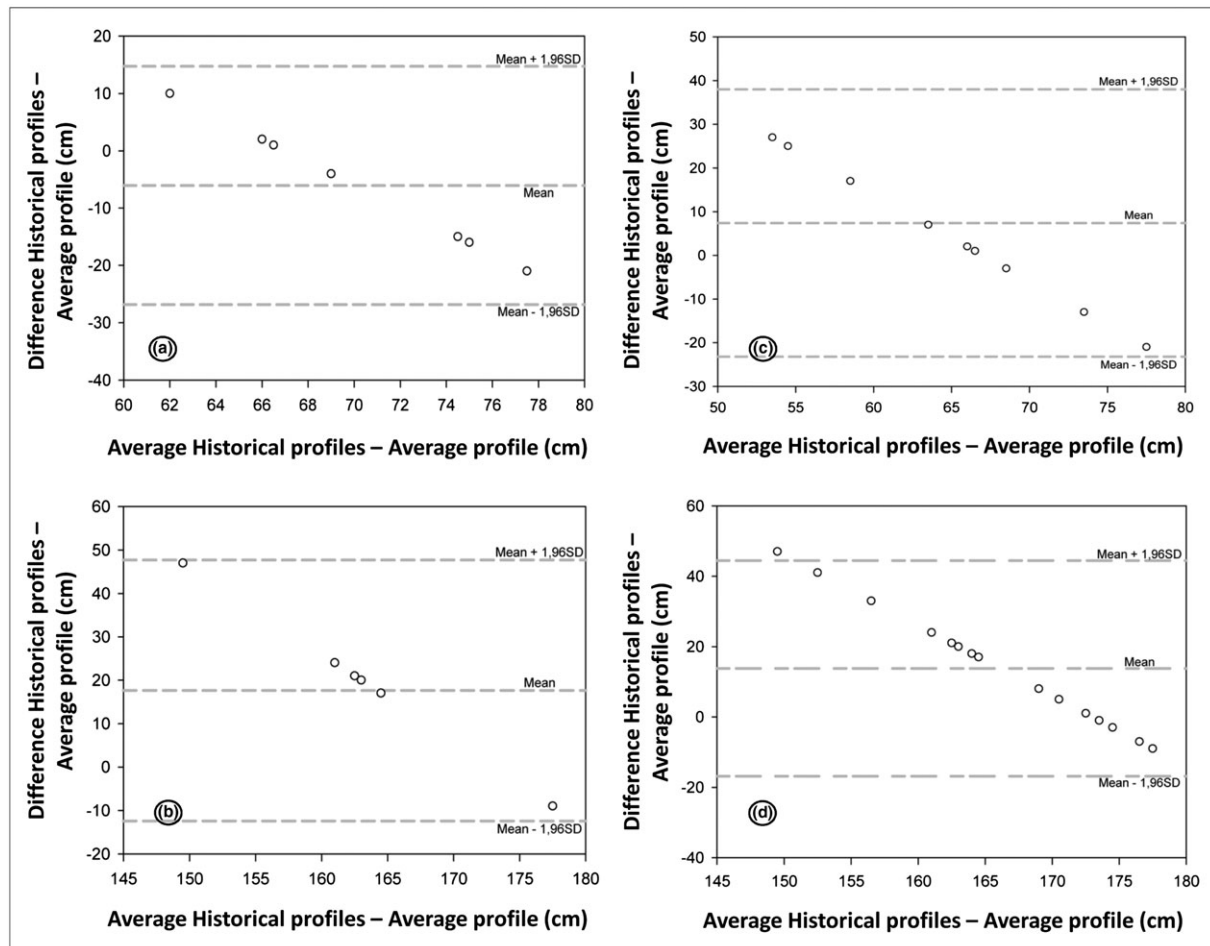 20
10
0
-10
-20
-30
-40
60 62 64 66 68 70 72 74 76 78 80
Mean + 1,96SD
Mean
Mean - 1,96SD
(a)
Difference Historical profiles –
Average profile (cm)
Average Historical profiles – Average profile (cm)
50
40
30
20
10
0
-10
-20
-30
50 55 60 65 70 75 80
Mean + 1,96SD
Mean
Mean - 1,96SD
(c)
Difference Historical profiles –
Average profile (cm)
Average Historical profiles – Average profile (cm)
60
50
40
30
20
10
0
-10
-20
145 150 155 160 165 170 175 180
Mean + 1,96SD
Mean
Mean - 1,96SD
(b)
Difference Historical profiles –
Average profile (cm)
Average Historical profiles – Average profile (cm)
60
40
20
0
-20
-40
145 150 155 160 165 170 175 180
Mean + 1,96SD
Mean
Mean - 1,96SD
(d)
Difference Historical profiles –
Average profile (cm)
Average Historical profiles – Average profile (cm)